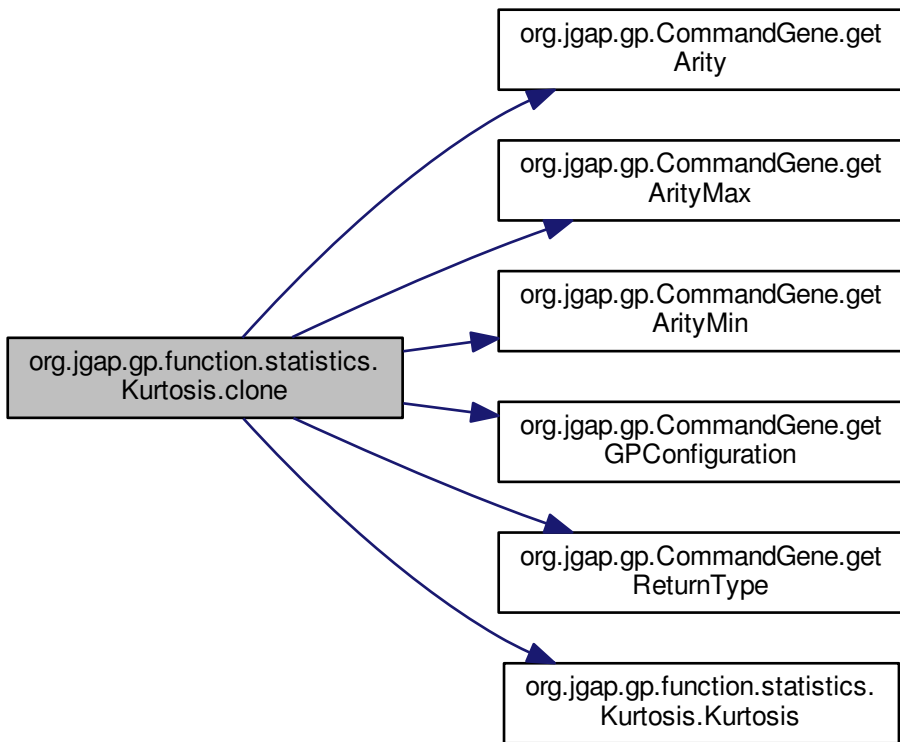 org.jgap.gp.CommandGene.get
Arity
org.jgap.gp.CommandGene.get
ArityMax
org.jgap.gp.CommandGene.get
ArityMin
org.jgap.gp.function.statistics.
Kurtosis.clone
org.jgap.gp.CommandGene.get
GPConfiguration
org.jgap.gp.CommandGene.get
ReturnType
org.jgap.gp.function.statistics.
Kurtosis.Kurtosis